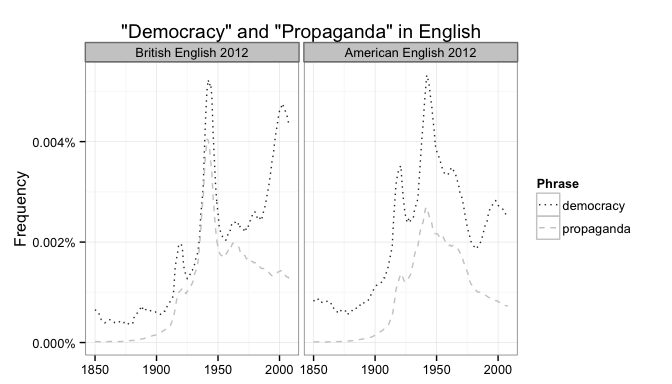 "Democracy" and "Propaganda" in English
British English 2012
American English 2012
Frequency
0.004%
0.002%
0.000%
1850 1900 1950 2000
1850 1900 1950 2000
Phrase
democracy
propaganda